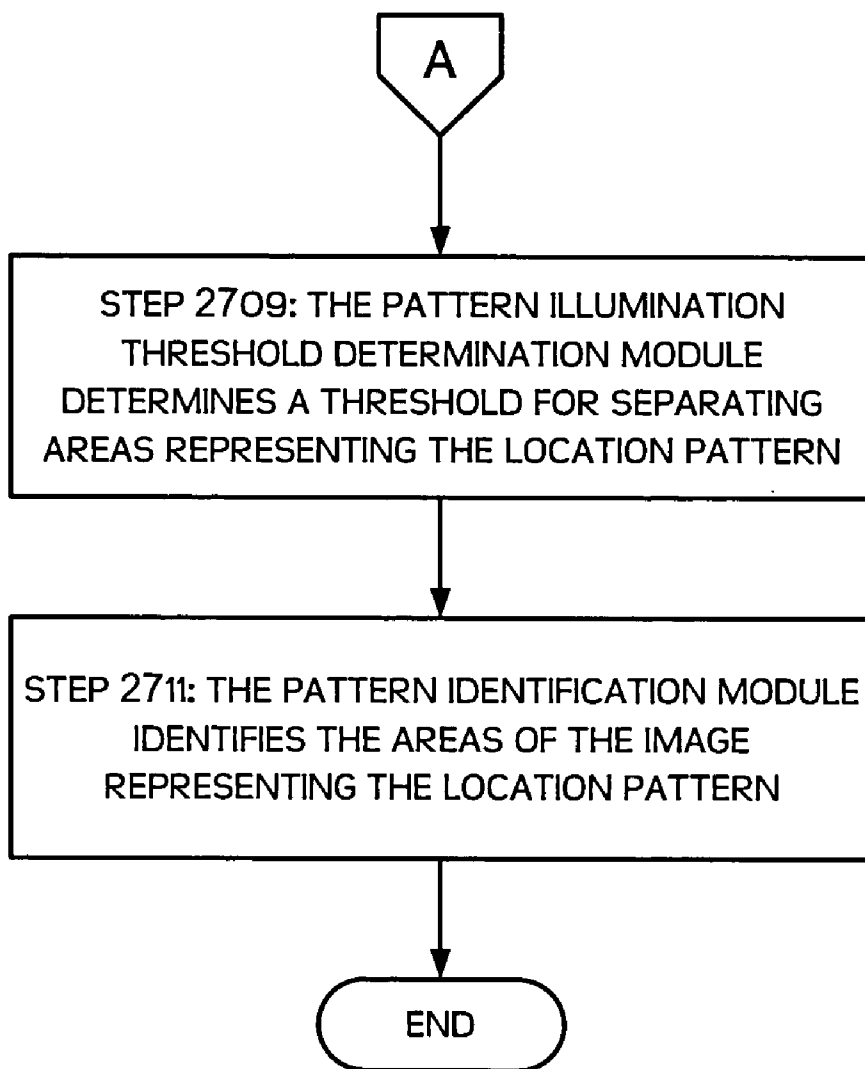 A
STEP 2709: THE PATTERN ILLUMINATION
THRESHOLD DETERMINATION MODULE
DETERMINES A THRESHOLD FOR SEPARATING
AREAS REPRESENTING THE LOCATION PATTERN
STEP 2711: THE PATTERN IDENTIFICATION MODULE
IDENTIFIES THE AREAS OF THE IMAGE
REPRESENTING THE LOCATION PATTERN
END